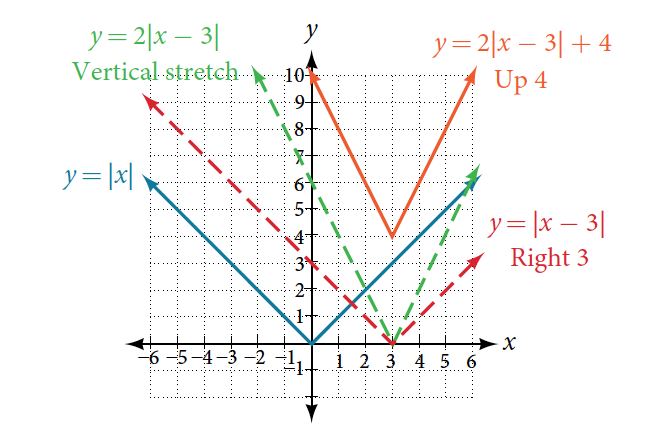 y = 2|x − 3|
Vertical stretch
y
y = 2|x − 3| + 4
Up 4
10
9
8
7
6
5
4
3
2
1
−1
y = |x|
y = |x − 3|
Right 3
x
−6 −5 −4 −3 −2 −1 1 2 3 4 5 6